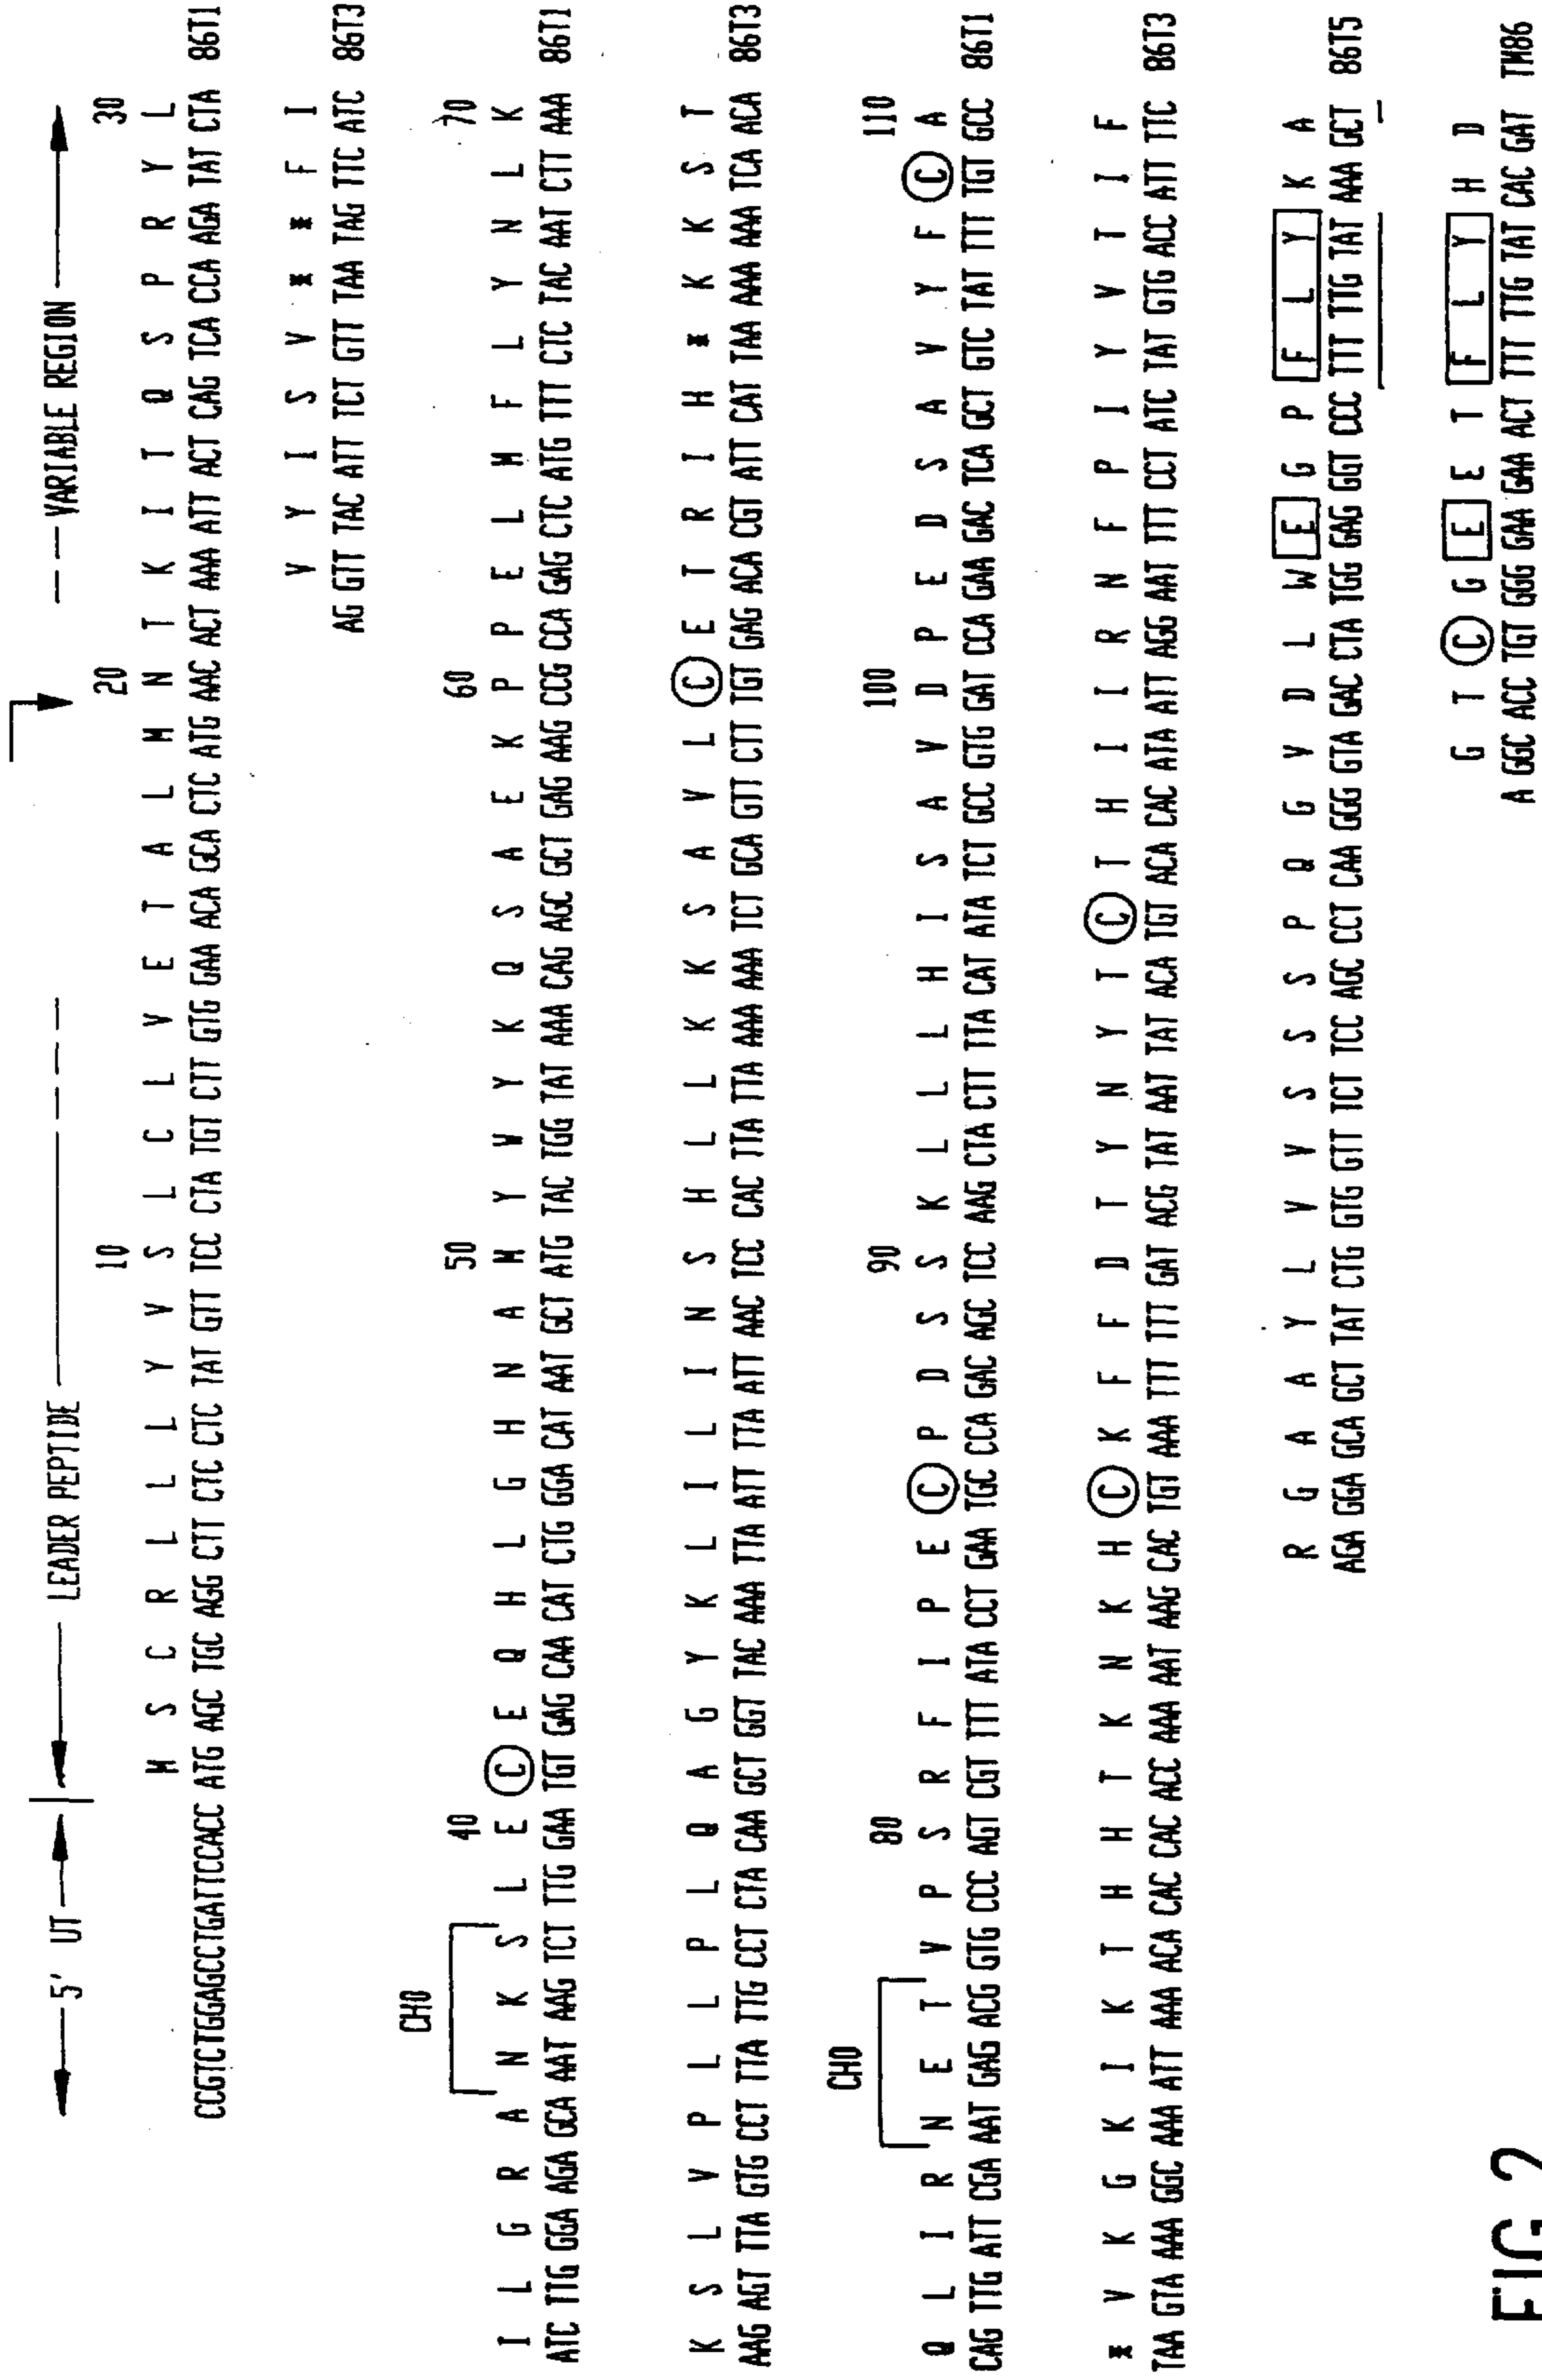 5' UT LEADER PEPTIDE VARIABLE REGION
10 20 30
M S C R L L L Y V S L C L V E T A L M N T K I T Q S P R Y L
CCGTCTGGAGCCTGATTCCACC ATG AGC TGC AGG CTT CTC CTC TAT GTT TCC CTA TGT CTT GTG GAA ACA GCA CTC ATG AAC ACT AAA ATT ACT CAG TCA CCA AGA TAT CTA 86T1
V Y I S V * * F I
AG GTT TAC ATT TCT GTT TAA TAG TTC ATC 86T3
CHO
40 50 60 70
I L G R A N K S L E C E Q H L G H N A M Y W Y K Q S A E K P P E L M F L Y N L K
ATC TTG GGA AGA GCA AAT AAG TCT TTG GAA TGT GAG CAA CAT CTG GGA CAT AAT GCT ATG TAC TGG TAT AAA CAG AGC GCT GAG AAG CCG CCA GAG CTC ATG TTT CTC TAC AAT CTT AAA 86T1
K S L V P L L P L Q A G Y K L I L I N S H L L K K S A V L C E T R I H * K K S T
AAG AGT TTA GTG CCT TTA TTG CCT CTA CAA GCT GGT TAC AAA TTA ATT TTA ATT AAC TCC CAC TTA TTA AAA AAA TCT GCA GTT CTT TGT GAG ACA CGT ATT CAT TAA AAA AAA TCA ACA 86T3
CHO
80 90 100 110
Q L I R N E T V P S R F I P E C P D S S K L L L H I S A V D P E D S A V Y F C A
CAG TTG ATT CGA AAT GAG ACG GTG CCC AGT CGT TTT ATA CCT GAA TGC CCA GAC AGC TCC AAG CTA CTT TTA CAT ATA TCT GCC GTG GAT CCA GAA GAC TCA GCT GTC TAT TTT TGT GCC 86T1
* V K G K I K T H H T K N K H C K F F D T Y N Y T C T H I I R N F P I Y V T I F
TAA GTA AAA GGC AAA ATT AAA ACA CAC CAC ACC AAA AAT AAG CAC TGT AAA TTT TTT GAT ACG TAT AAT TAT ACA TGT ACA CAC ATA ATT AGG AAT TTT CCT ATC TAT GTG ACC ATT TTC 86T3
R G A A Y L V V S S S P Q G V D L W E G P F L Y K A
AGA GGA GCA GCT TAT CTG GTG GTT TCT TCC AGC CCT CAA GGG GTA GAC CTA TGG GAG GGT CCC TTT TTG TAT AAA GCT 86T5
G T C G E E T F L Y H D
A GGC ACC TGT GGG GAA GAA ACT TTT TTG TAT CAC GAT TM86
FIG 2